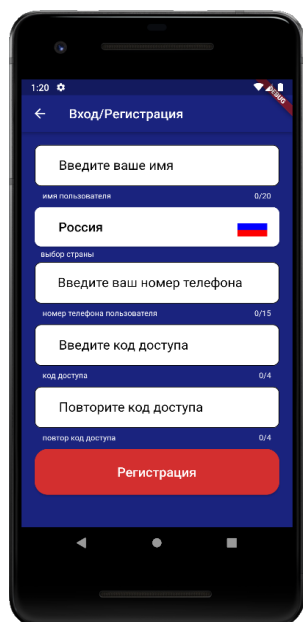 1:20
DEBUG
Вход/Регистрация
Введите ваше имя
имя пользователя 0/20
Россия
выбор страны
Введите ваш номер телефона
номер телефона пользователя 0/15
Введите код доступа
код доступа 0/4
Повторите код доступа
повтор код доступа 0/4
Регистрация